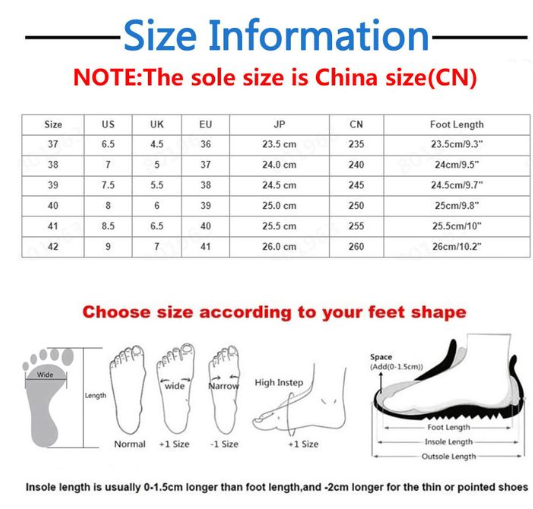 Size Information
NOTE:The sole size is China size(CN)
Size US UK EU JP CN Foot Length
37 6.5 4.5 36 23.5 cm 235 23.5cm/9.3"
38 7 5 37 24.0 cm 240 24cm/9.5"
39 7.5 5.5 38 24.5 cm 245 24.5cm/9.7"
40 8 6 39 25.0 cm 250 25cm/9.8"
41 8.5 6.5 40 25.5 cm 255 25.5cm/10"
42 9 7 41 26.0 cm 260 26cm/10.2"
Choose size according to your feet shape
Wide
Length
Normal
wide
+1 Size
Narrow
-1 Size
High Instep
+1 Size
Space
(Add(0-1.5cm))
Foot Length
Insole Length
Outsole Length
Insole length is usually 0-1.5cm longer than foot length,and -2cm longer for the thin or pointed shoes